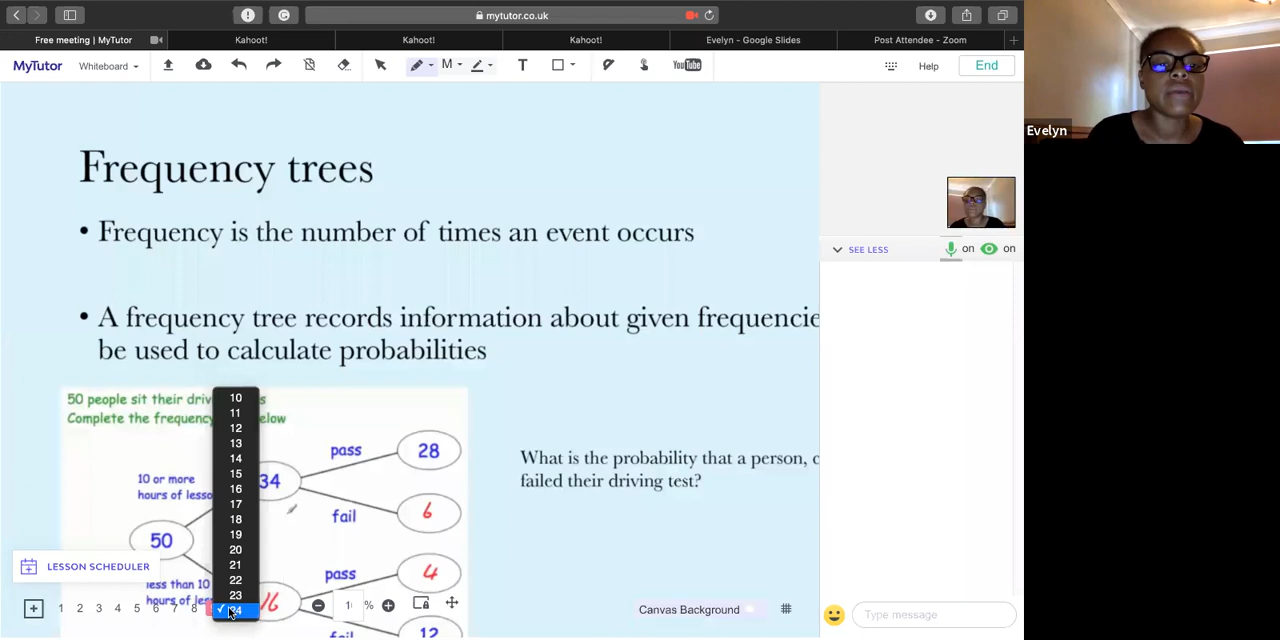 mytutor.co.uk
Free meeting | MyTutor
Kahoot!
Kahoot!
Kahoot!
Evelyn - Google Slides
Post Attendee - Zoom
MyTutor
Whiteboard
M
T
YouTube
Help
End
Evelyn
Frequency trees
• Frequency is the number of times an event occurs
• A frequency tree records information about given frequencie
be used to calculate probabilities
SEE LESS
on
on
50 people sit their driv
s
Complete the frequency
elow
10 or more
hours of lesso
50
less than 10
hours of les
34
16
pass
28
fail
6
pass
4
fail
12
10
11
12
13
14
15
16
17
18
19
20
21
22
23
✓ 24
What is the probability that a person, c
failed their driving test?
LESSON SCHEDULER
1 2 3 4 5 6 7 8
%
Canvas Background
Type message